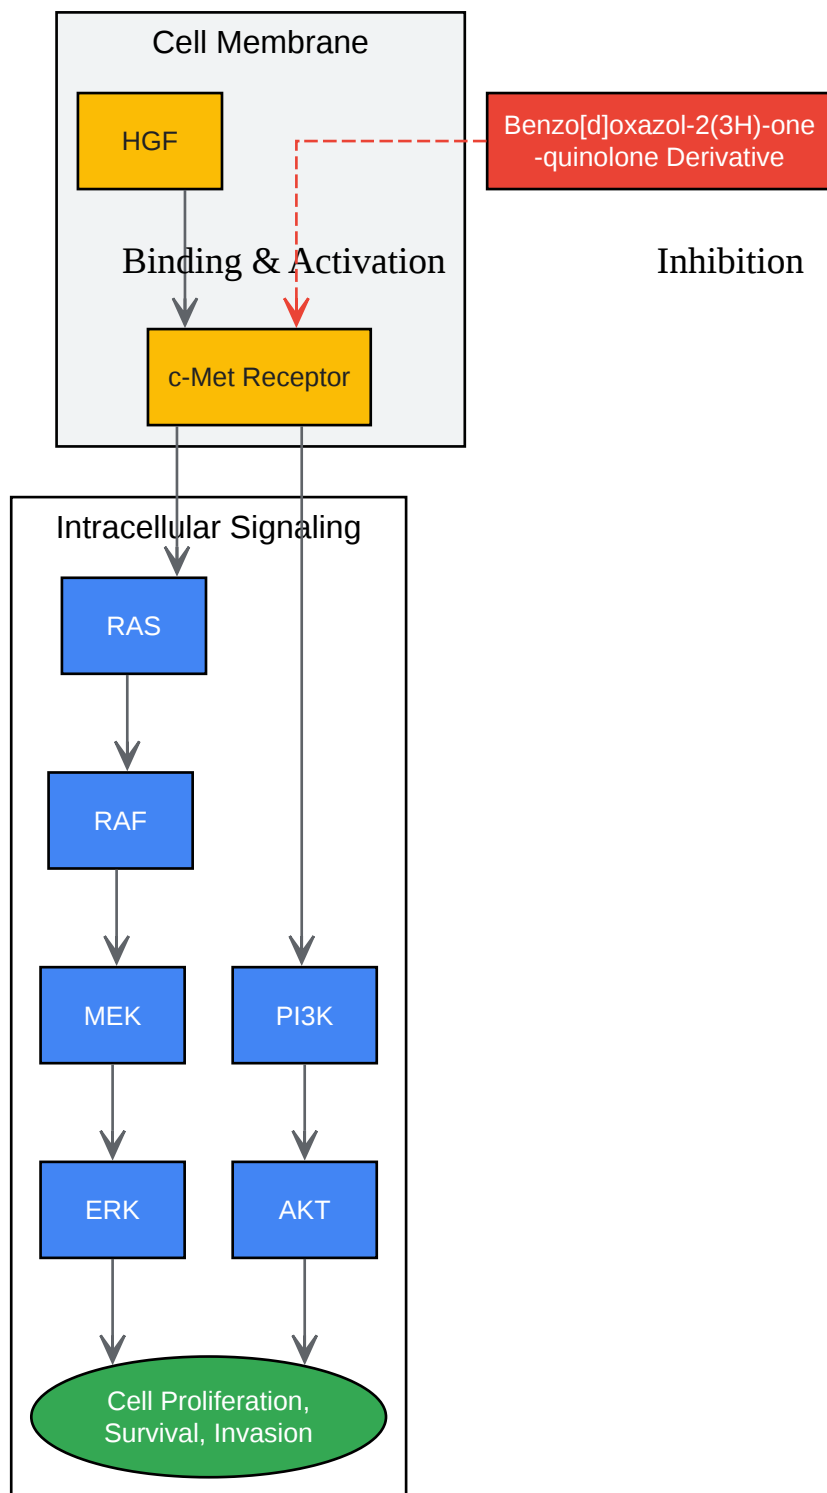 Cell Membrane
HGF
Benzo[d]oxazol-2(3H)-one
-quinolone Derivative
Binding & Activation
Inhibition
c-Met Receptor
Intracellular Signaling
RAS
RAF
MEK
PI3K
ERK
AKT
Cell Proliferation,
Survival, Invasion